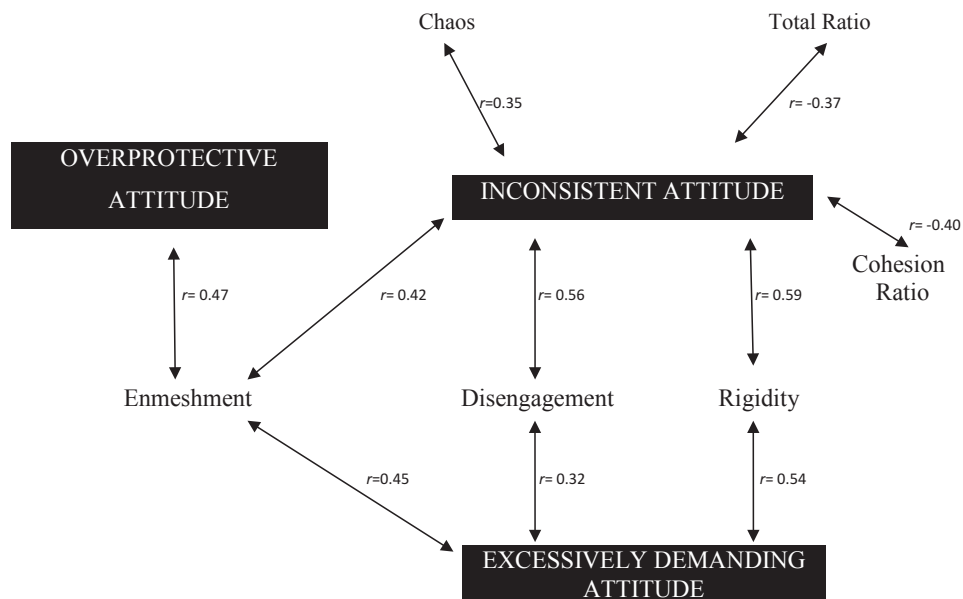 Chaos
Total Ratio
r=0.35
r= -0.37
OVERPROTECTIVE
ATTITUDE
INCONSISTENT ATTITUDE
r= -0.40
Cohesion
Ratio
r= 0.47
r= 0.42
r= 0.56
r= 0.59
Enmeshment
Disengagement
Rigidity
r=0.45
r= 0.32
r= 0.54
EXCESSIVELY DEMANDING
ATTITUDE